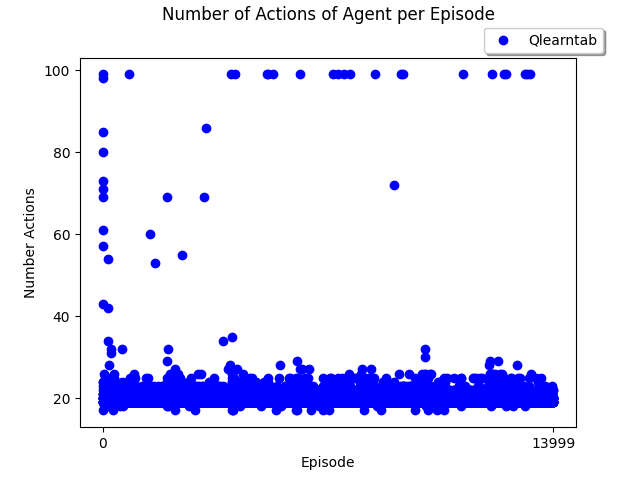 Number of Actions of Agent per Episode
Qlearntab
100
80
60
40
20
Number Actions
0
13999
Episode